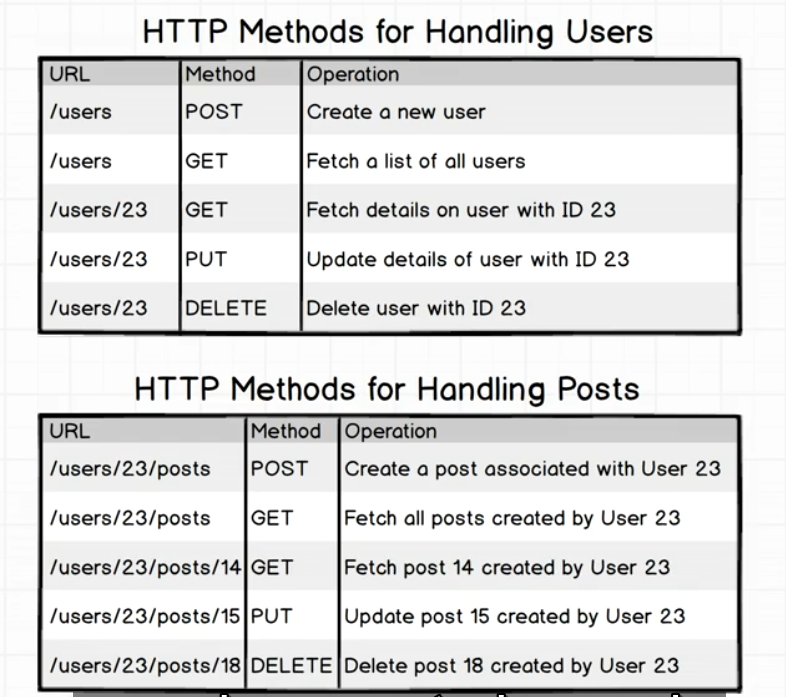 HTTP Methods for Handling Users
URL Method Operation
/users POST Create a new user
/users GET Fetch a list of all users
/users/23 GET Fetch details on user with ID 23
/users/23 PUT Update details of user with ID 23
/users/23 DELETE Delete user with ID 23
HTTP Methods for Handling Posts
URL Method Operation
/users/23/posts POST Create a post associated with User 23
/users/23/posts GET Fetch all posts created by User 23
/users/23/posts/14 GET Fetch post 14 created by User 23
/users/23/posts/15 PUT Update post 15 created by User 23
/users/23/posts/18 DELETE Delete post 18 created by User 23